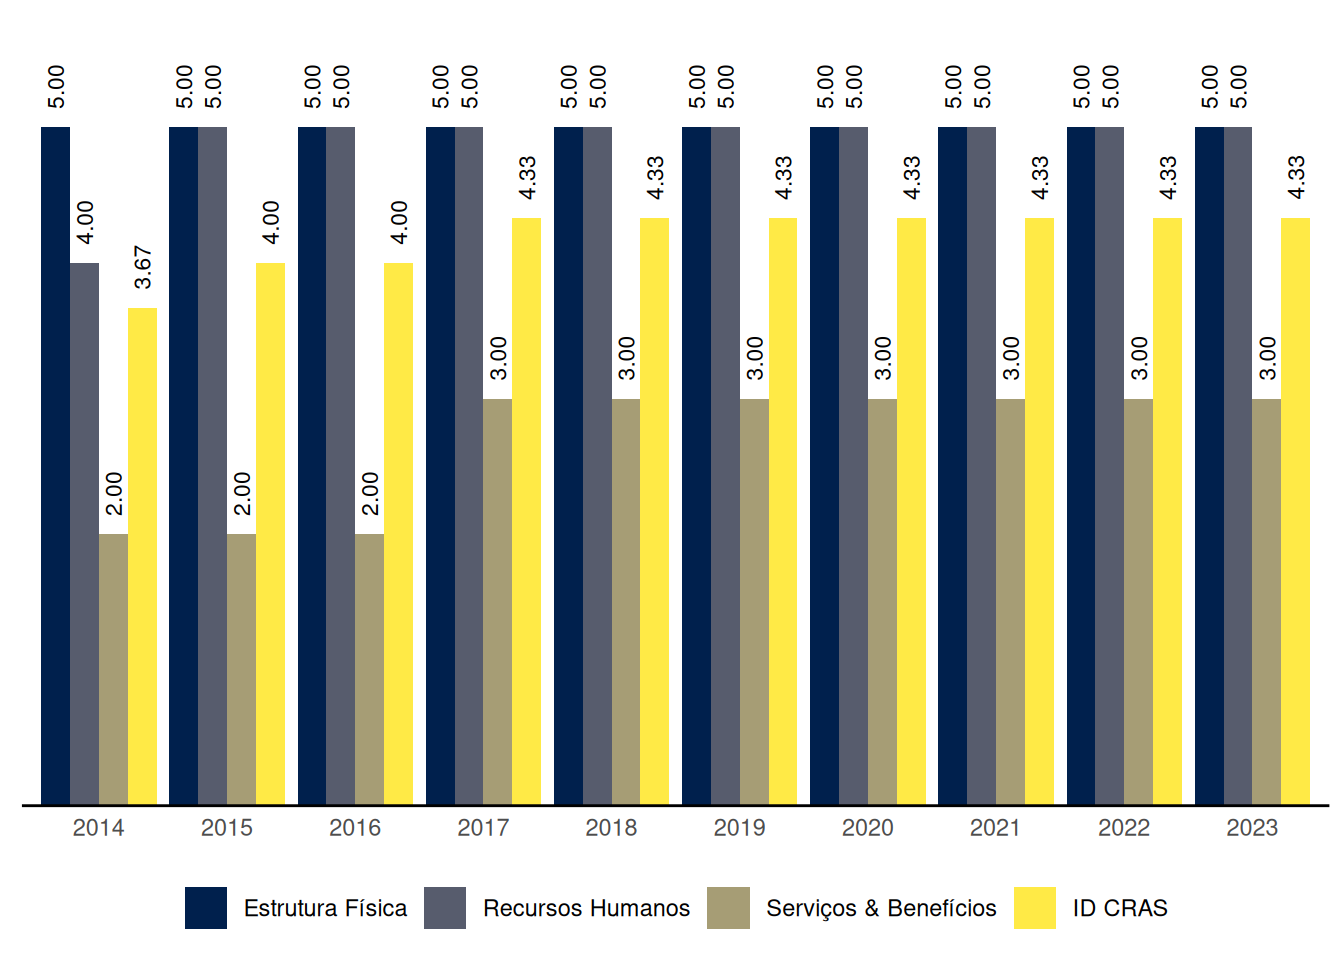 5.00 5.00 5.00 5.00 5.00 5.00 5.00 5.00 5.00 5.00 5.00 5.00 5.00 5.00 5.00 5.00 5.00 5.00 5.00
4.33 4.33 4.33 4.33 4.33 4.33 4.33
4.00 4.00 4.00
3.67
3.00 3.00 3.00 3.00 3.00 3.00 3.00
2.00 2.00 2.00
2014 2015 2016 2017 2018 2019 2020 2021 2022 2023
Estrutura Física Recursos Humanos Serviços & Benefícios ID CRAS